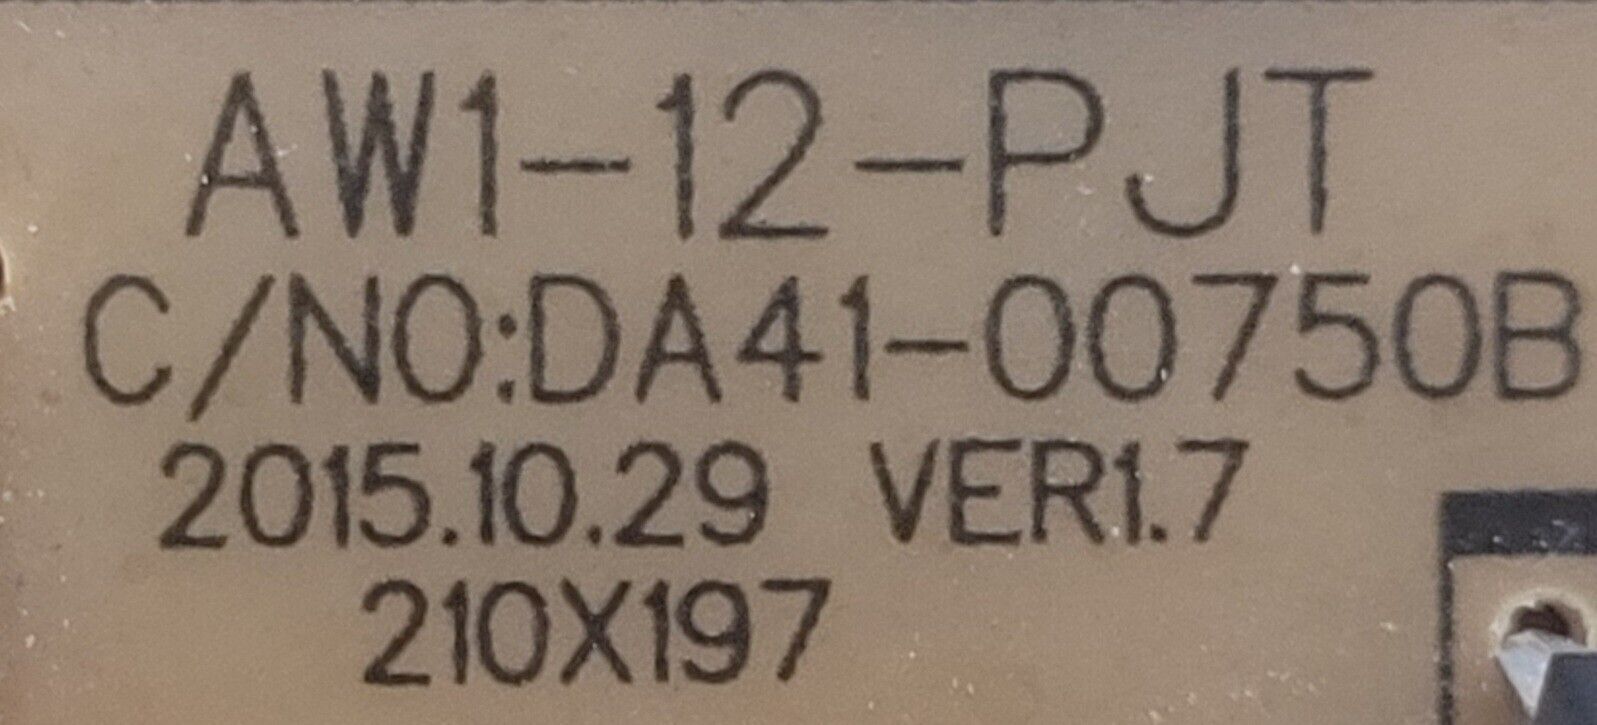 AW1-12-PJT
C/NO:DA41-00750B
2015.10.29 VER1.7
210X197